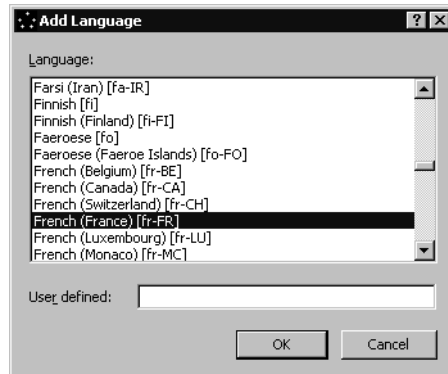 Add Language
Language:
Farsi (Iran) [fa-IR]
Finnish [fi]
Finnish (Finland) [fi-FI]
Faeroese [fo]
Faeroese (Faeroe Islands) [fo-FO]
French (Belgium) [fr-BE]
French (Canada) [fr-CA]
French (Switzerland) [fr-CH]
French (France) [fr-FR]
French (Luxembourg) [fr-LU]
French (Monaco) [fr-MC]
User defined:
OK Cancel